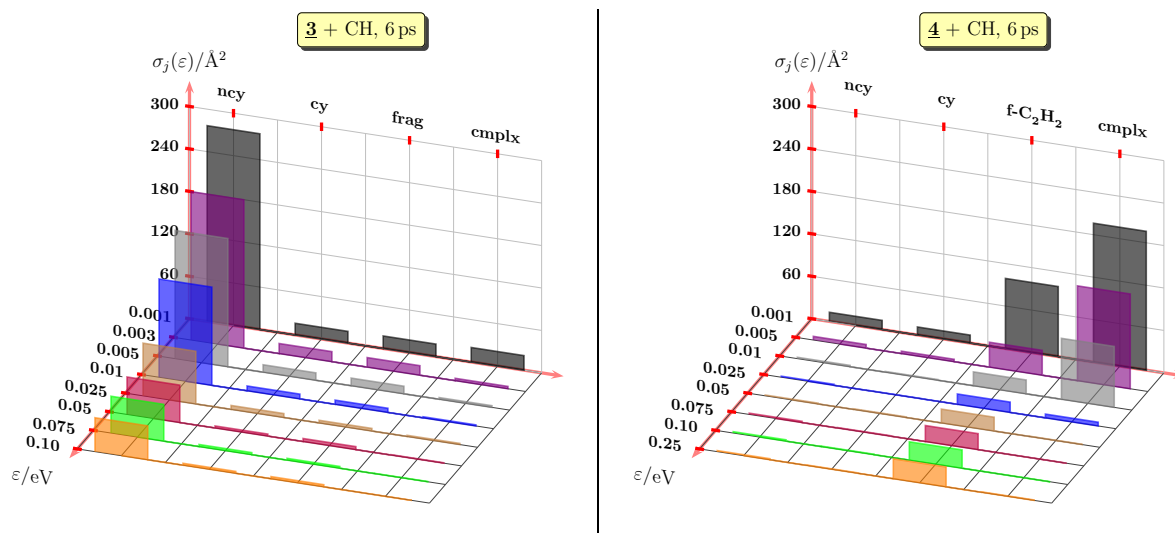 3 + CH, 6 ps
σⱼ(ε)/Å²
300
240
180
120
60
ncy
cy
frag
cmplx
0.001
0.003
0.005
0.01
0.025
0.05
0.075
0.10
ε/eV
4 + CH, 6 ps
σⱼ(ε)/Å²
300
240
180
120
60
ncy
cy
f-C₂H₂
cmplx
0.001
0.005
0.01
0.025
0.05
0.075
0.10
0.25
ε/eV